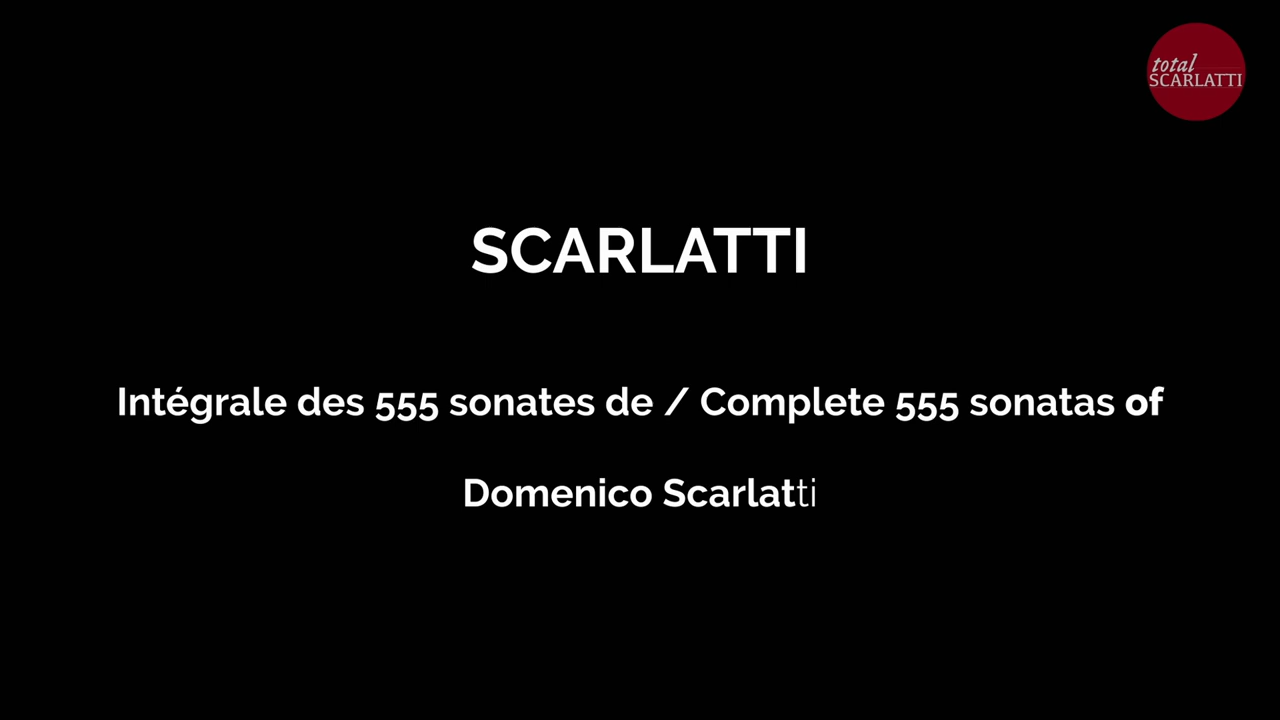 total
SCARLATTI
SCARLATTI
Intégrale des 555 sonates de / Complete 555 sonatas of
Domenico Scarlatti